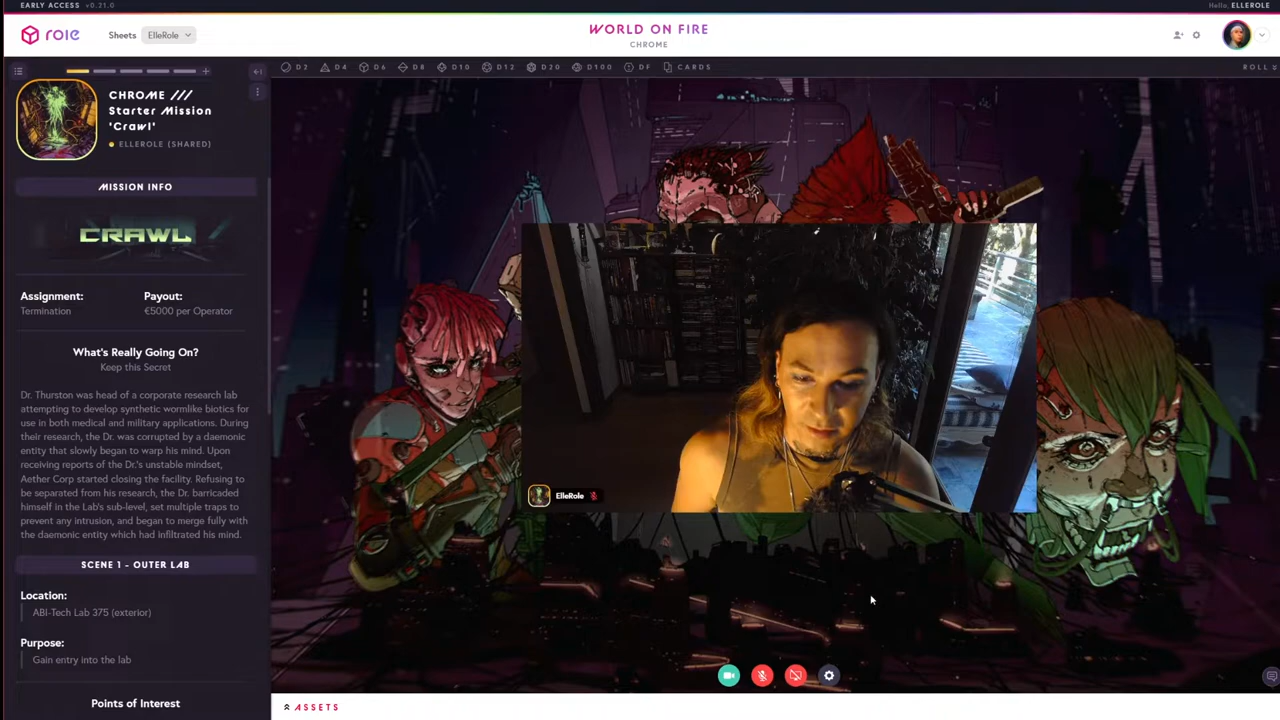 EARLY ACCESS v0.21.0
Hello, ELLEROLE
role
Sheets
ElleRole
WORLD ON FIRE
CHROME
D2
D4
D6
D8
D10
D12
D20
D100
DF
CARDS
ROLL
CHROME ///
Starter Mission
'Crawl'
ELLEROLE (SHARED)
MISSION INFO
CRAWL
Assignment:
Termination
Payout:
€5000 per Operator
What's Really Going On?
Keep this Secret
Dr. Thurston was head of a corporate research lab
attempting to develop synthetic wormlike biotics for
use in both medical and military applications. During
their research, the Dr. was corrupted by a daemonic
entity that slowly began to warp his mind. Upon
receiving reports of the Dr.'s unstable mindset,
Aether Corp started closing the facility. Refusing to
be separated from his research, the Dr. barricaded
himself in the Lab's sub-level, set multiple traps to
prevent any intrusion, and began to merge fully with
the daemonic entity which had infiltrated his mind.
SCENE 1 - OUTER LAB
Location:
ABI-Tech Lab 375 (exterior)
Purpose:
Gain entry into the lab
Points of Interest
ElleRole
ASSETS